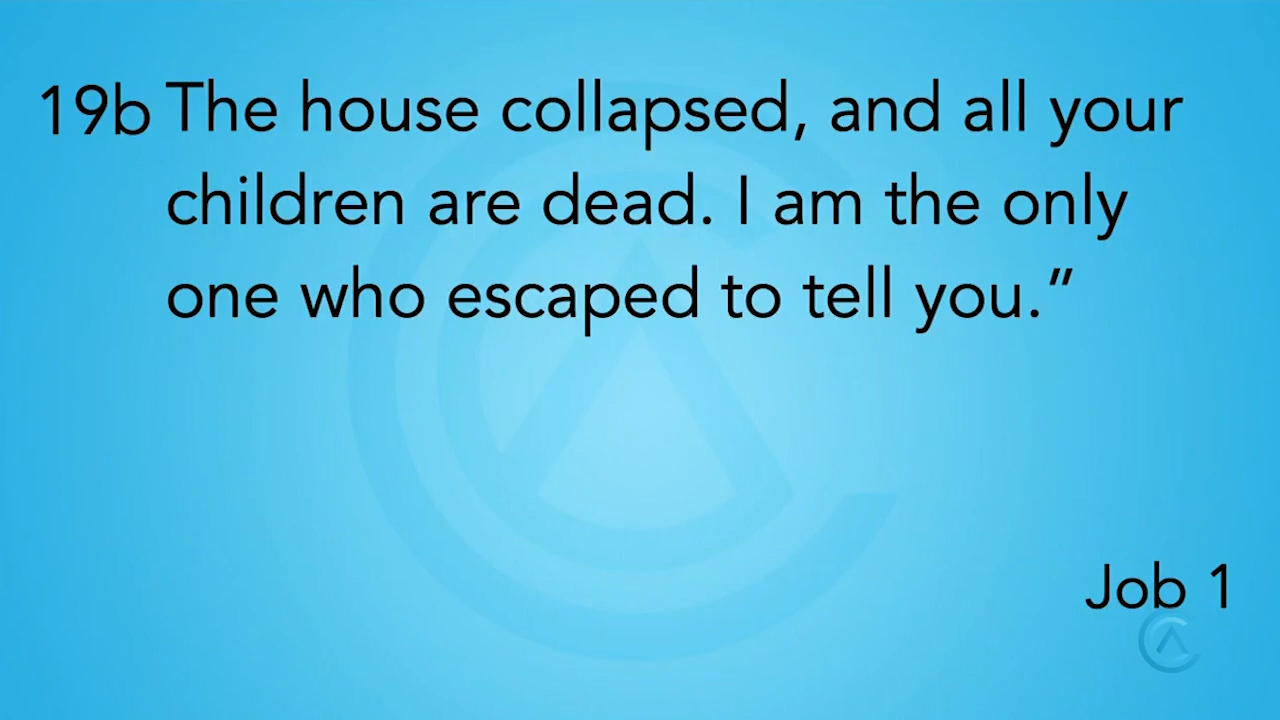 19b The house collapsed, and all your
children are dead. I am the only
one who escaped to tell you.”
Job 1